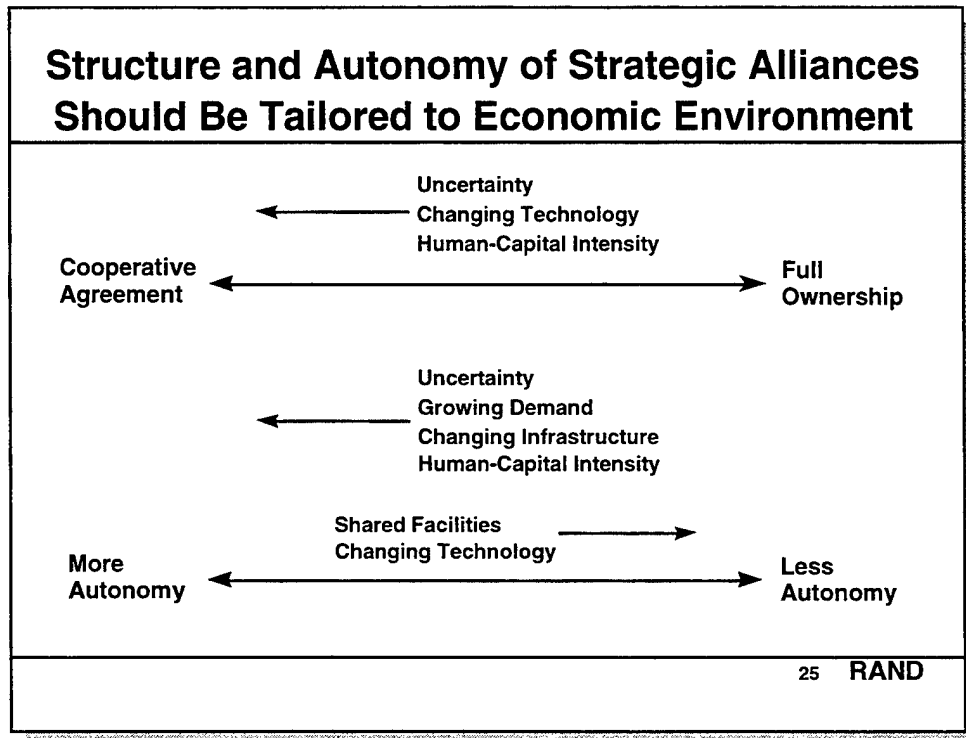 Structure and Autonomy of Strategic Alliances
Should Be Tailored to Economic Environment
Uncertainty
Changing Technology
Human-Capital Intensity
Cooperative
Agreement
Full
Ownership
Uncertainty
Growing Demand
Changing Infrastructure
Human-Capital Intensity
Shared Facilities
Changing Technology
More
Autonomy
Less
Autonomy
25 RAND